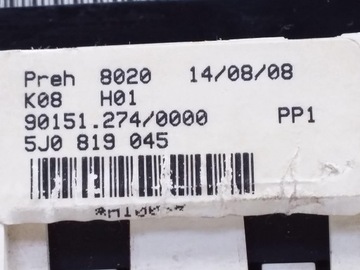 Preh 8020 14/08/08
K08 H01
90151.274/0000 PP1
5J0 819 045